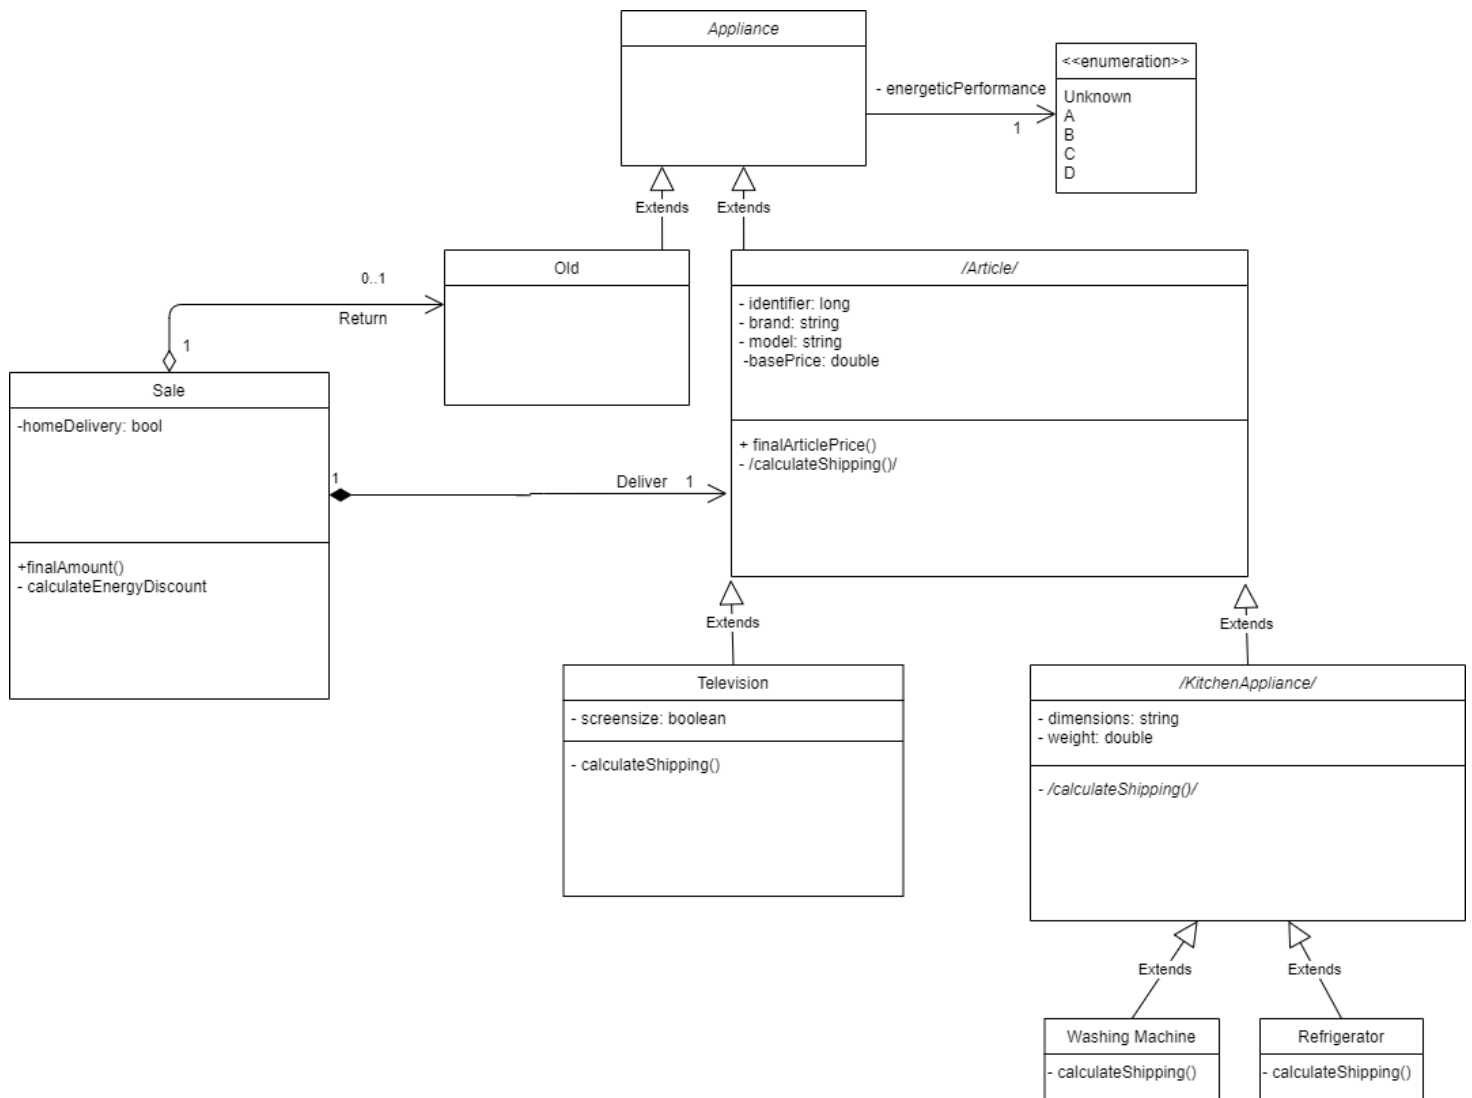 Appliance
<<enumeration>>
- energeticPerformance
1
Unknown
A
B
C
D
Extends
Extends
Old
/Article/
0..1
Return
1
- identifier: long
- brand: string
- model: string
-basePrice: double
Sale
-homeDelivery: bool
+ finalArticlePrice()
- /calculateShipping()/
1
Deliver
1
+finalAmount()
- calculateEnergyDiscount
Extends
Extends
Television
- screensize: boolean
- calculateShipping()
/KitchenAppliance/
- dimensions: string
- weight: double
- /calculateShipping()/
Extends
Extends
Washing Machine
- calculateShipping()
Refrigerator
- calculateShipping()